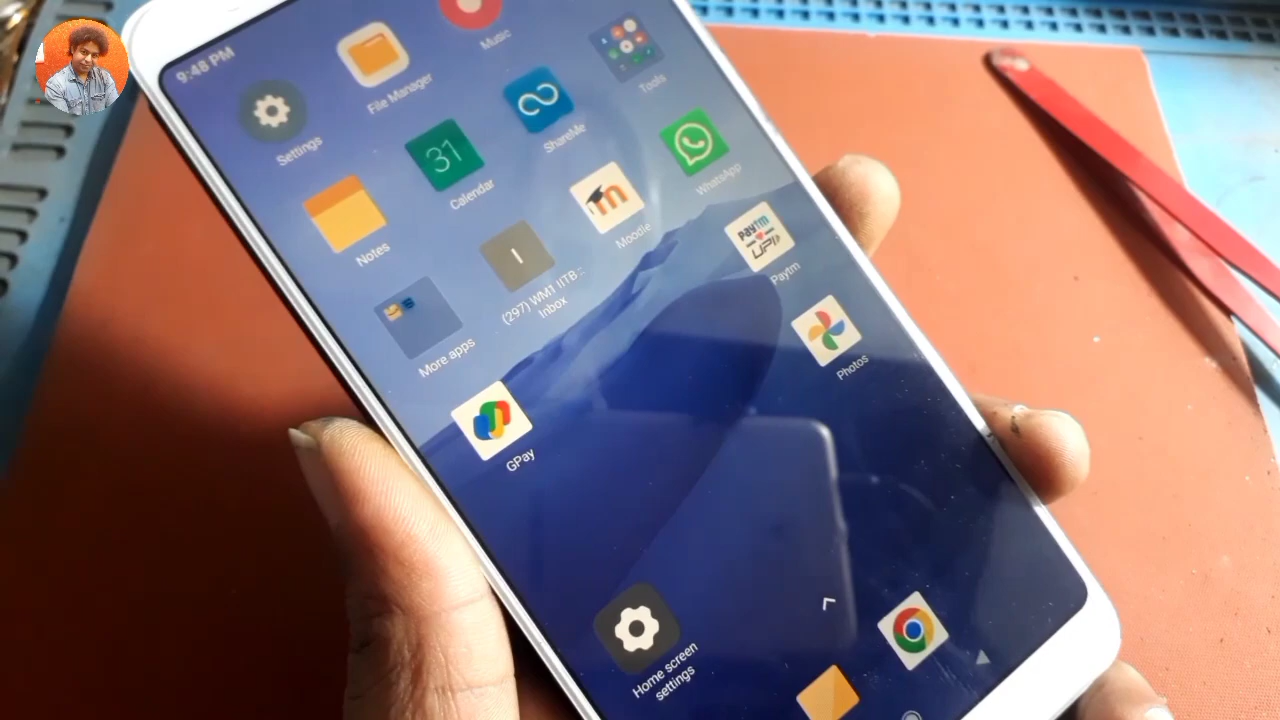 9:48 PM
Settings
File Manager
Music
Notes
31
Calendar
ShareMe
Tools
More apps
I
(297) WM1 IITB ::
Inbox
m
Moodle
WhatsApp
GPay
paytm
UPI
Paytm
Photos
Home screen
settings